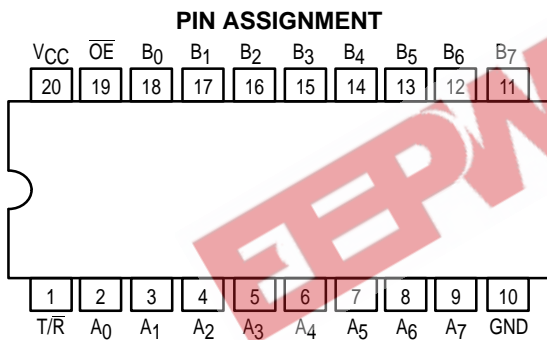 PIN ASSIGNMENT
VCC O̅E̅ B0 B1 B2 B3 B4 B5 B6 B7
20 19 18 17 16 15 14 13 12 11
EEPW
1 2 3 4 5 6 7 8 9 10
T/R̅ A0 A1 A2 A3 A4 A5 A6 A7 GND